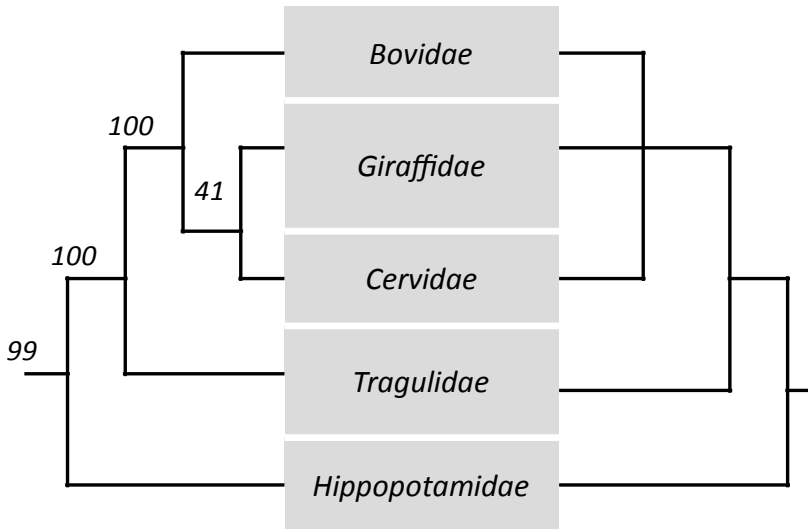 Bovidae
100
Giraffidae
41
100
Cervidae
99
Tragulidae
Hippopotamidae